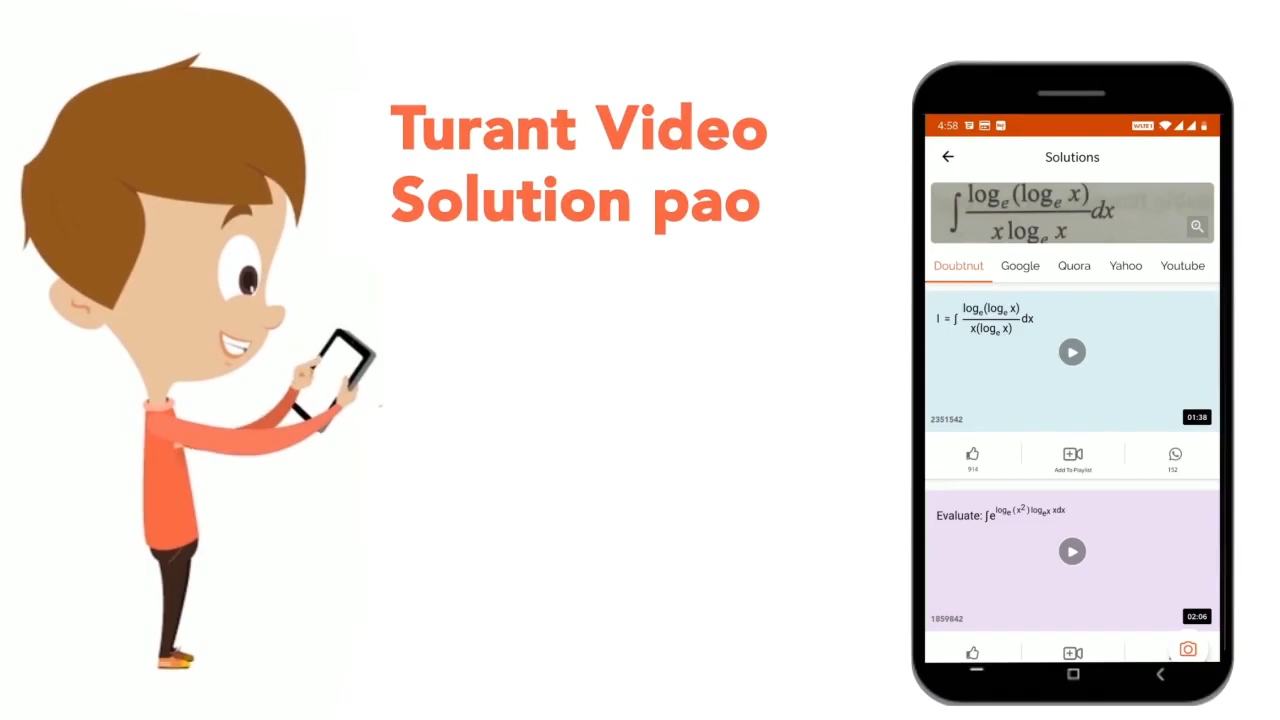 Turant Video
Solution pao
4:58
VoLTE1
Solutions
∫ logₑ(logₑ x) / x logₑ x dx
Doubtnut Google Quora Yahoo Youtube
I = ∫ logₑ(logₑ x) / x(logₑ x) dx
2351542
01:38
914
Add To Playlist
152
Evaluate: ∫e^logₑ(x²)logₑx xdx
1859842
02:06